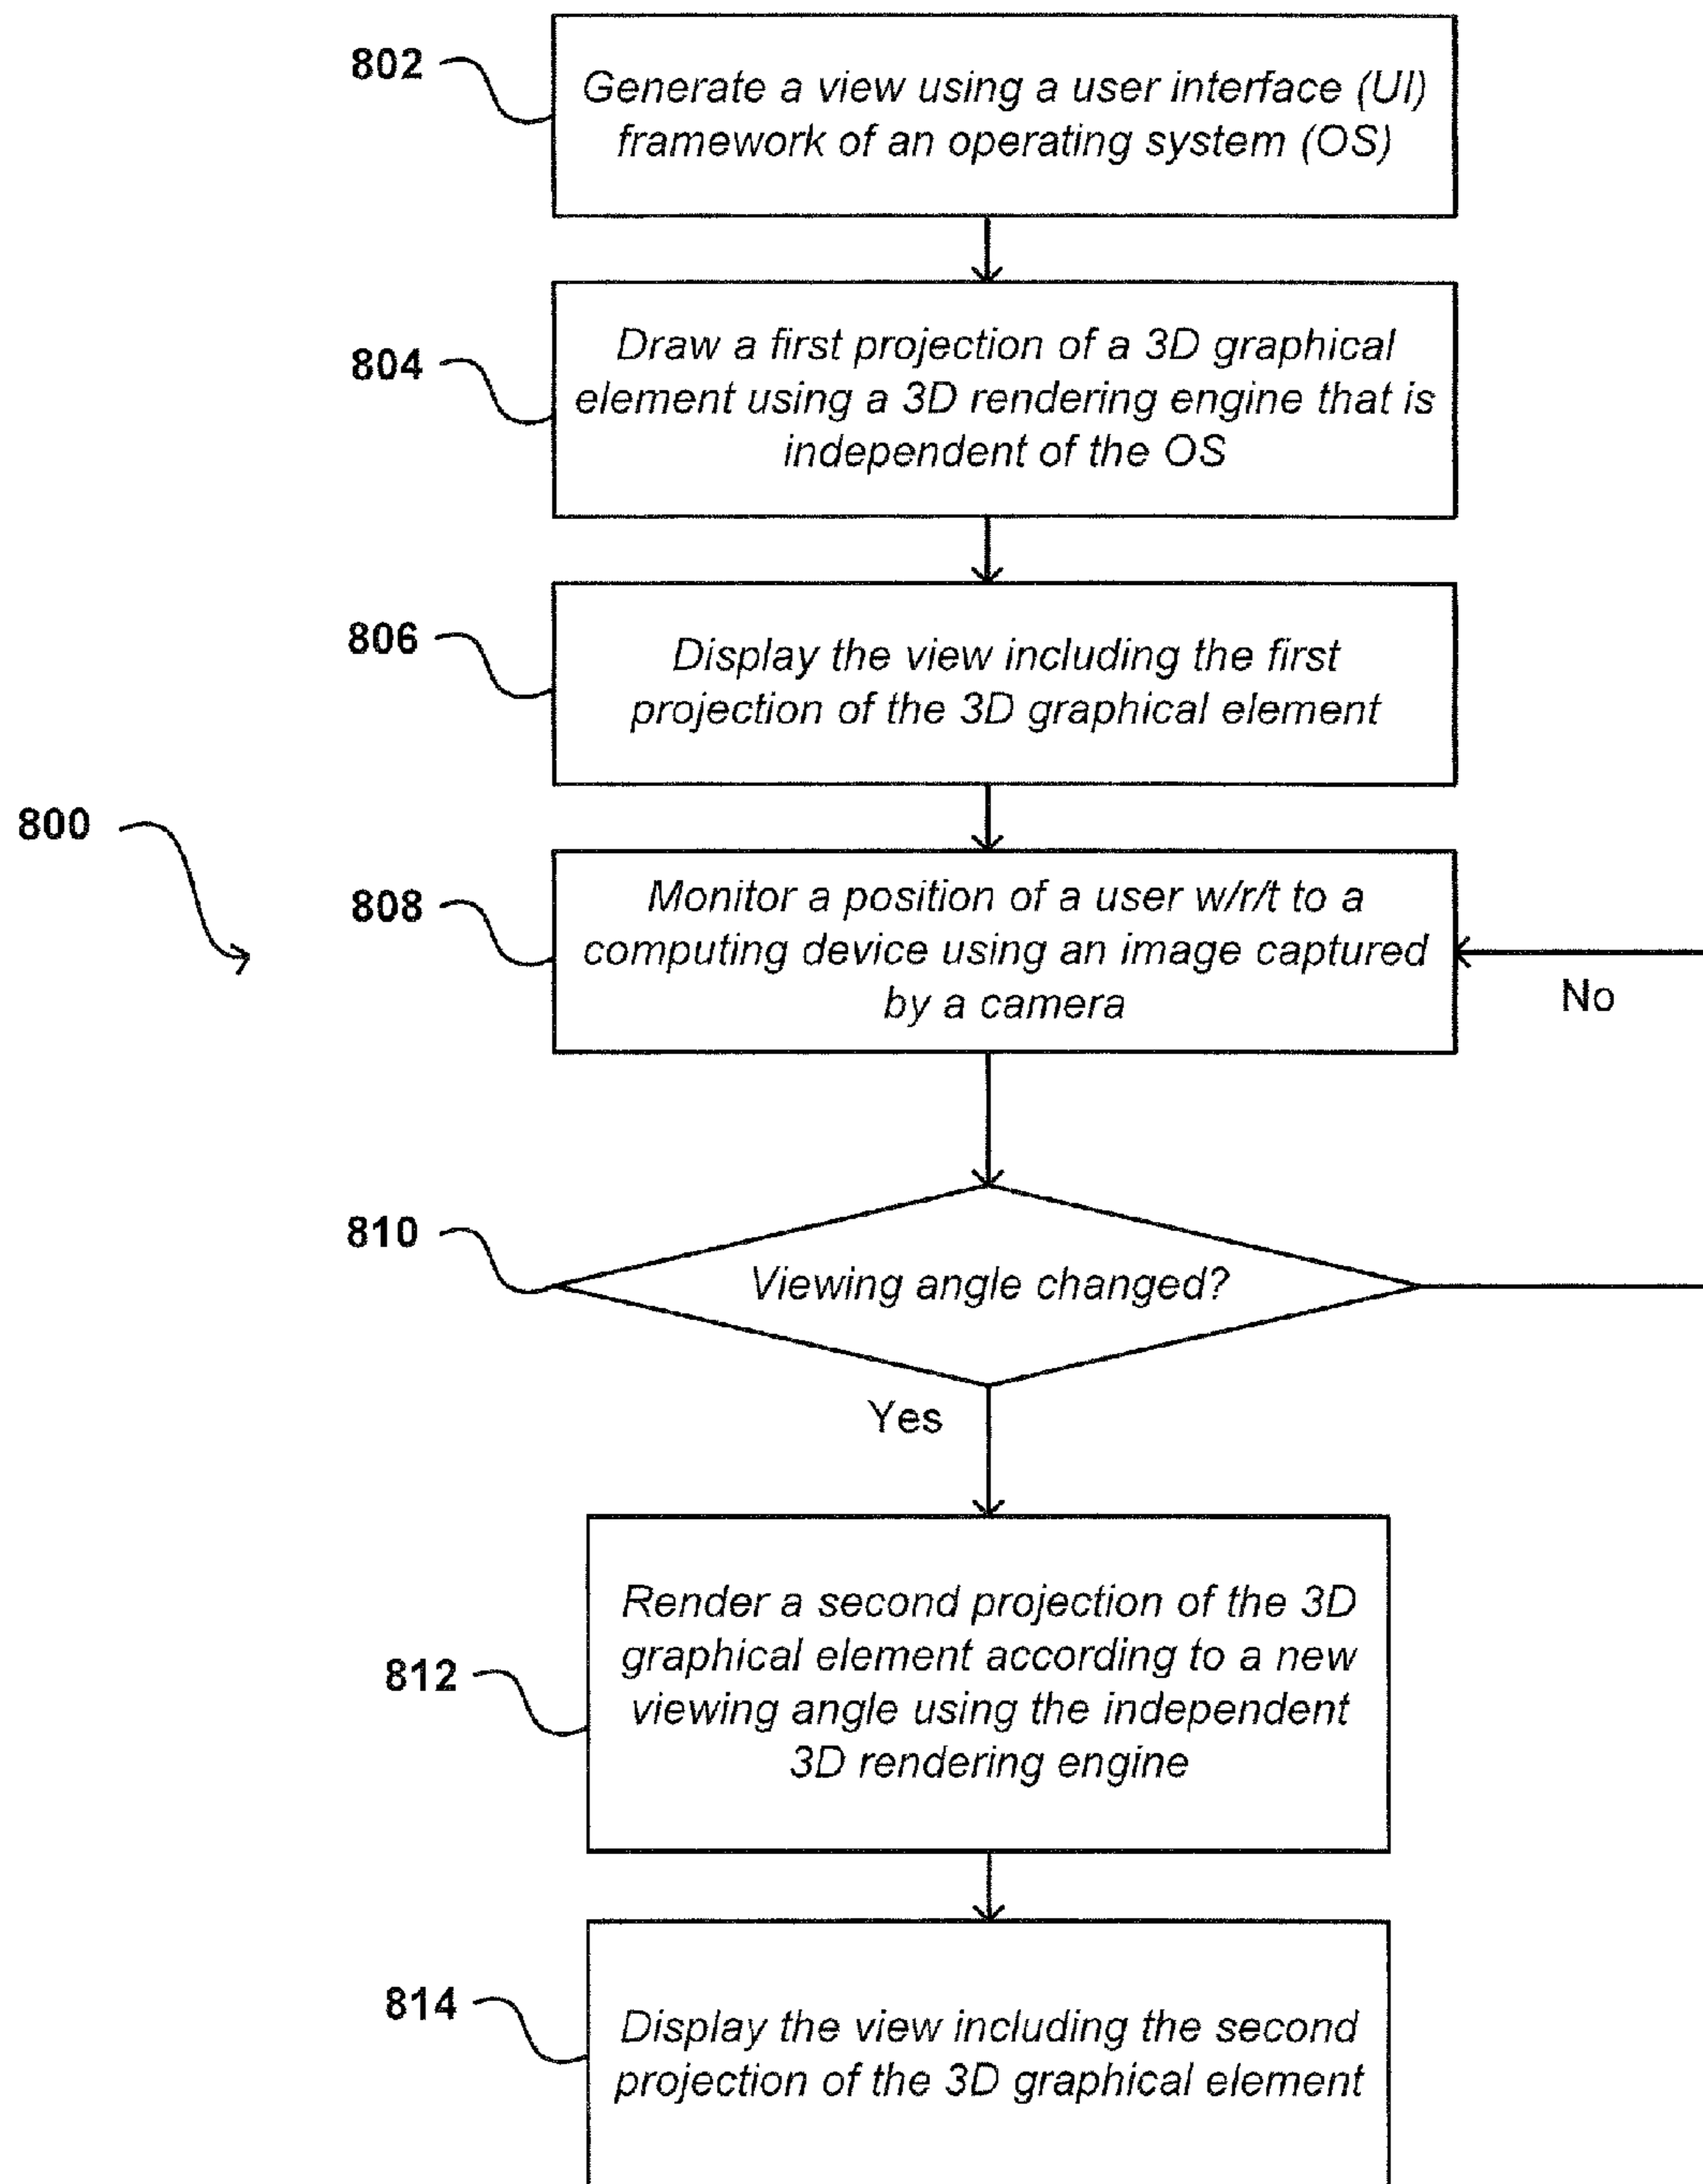 802
Generate a view using a user interface (UI)
framework of an operating system (OS)
804
Draw a first projection of a 3D graphical
element using a 3D rendering engine that is
independent of the OS
806
Display the view including the first
projection of the 3D graphical element
800
808
Monitor a position of a user w/r/t to a
computing device using an image captured
by a camera
No
810
Viewing angle changed?
Yes
812
Render a second projection of the 3D
graphical element according to a new
viewing angle using the independent
3D rendering engine
814
Display the view including the second
projection of the 3D graphical element